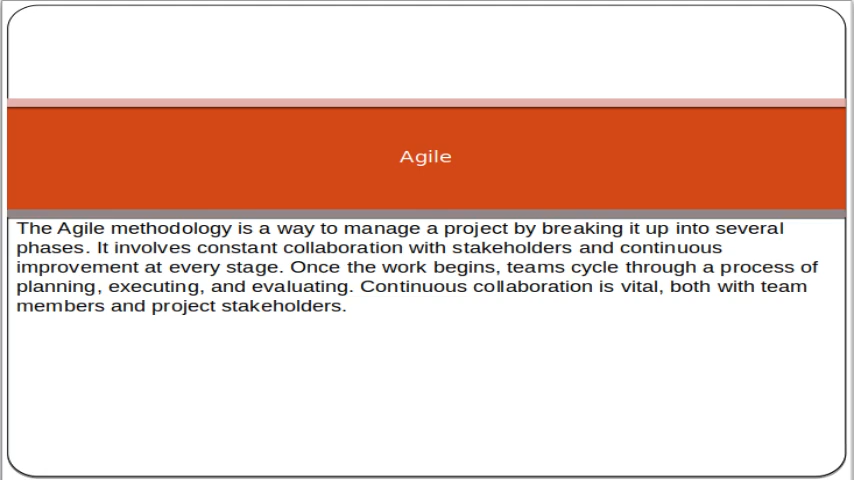 Agile
The Agile methodology is a way to manage a project by breaking it up into several
phases. It involves constant collaboration with stakeholders and continuous
improvement at every stage. Once the work begins, teams cycle through a process of
planning, executing, and evaluating. Continuous collaboration is vital, both with team
members and project stakeholders.